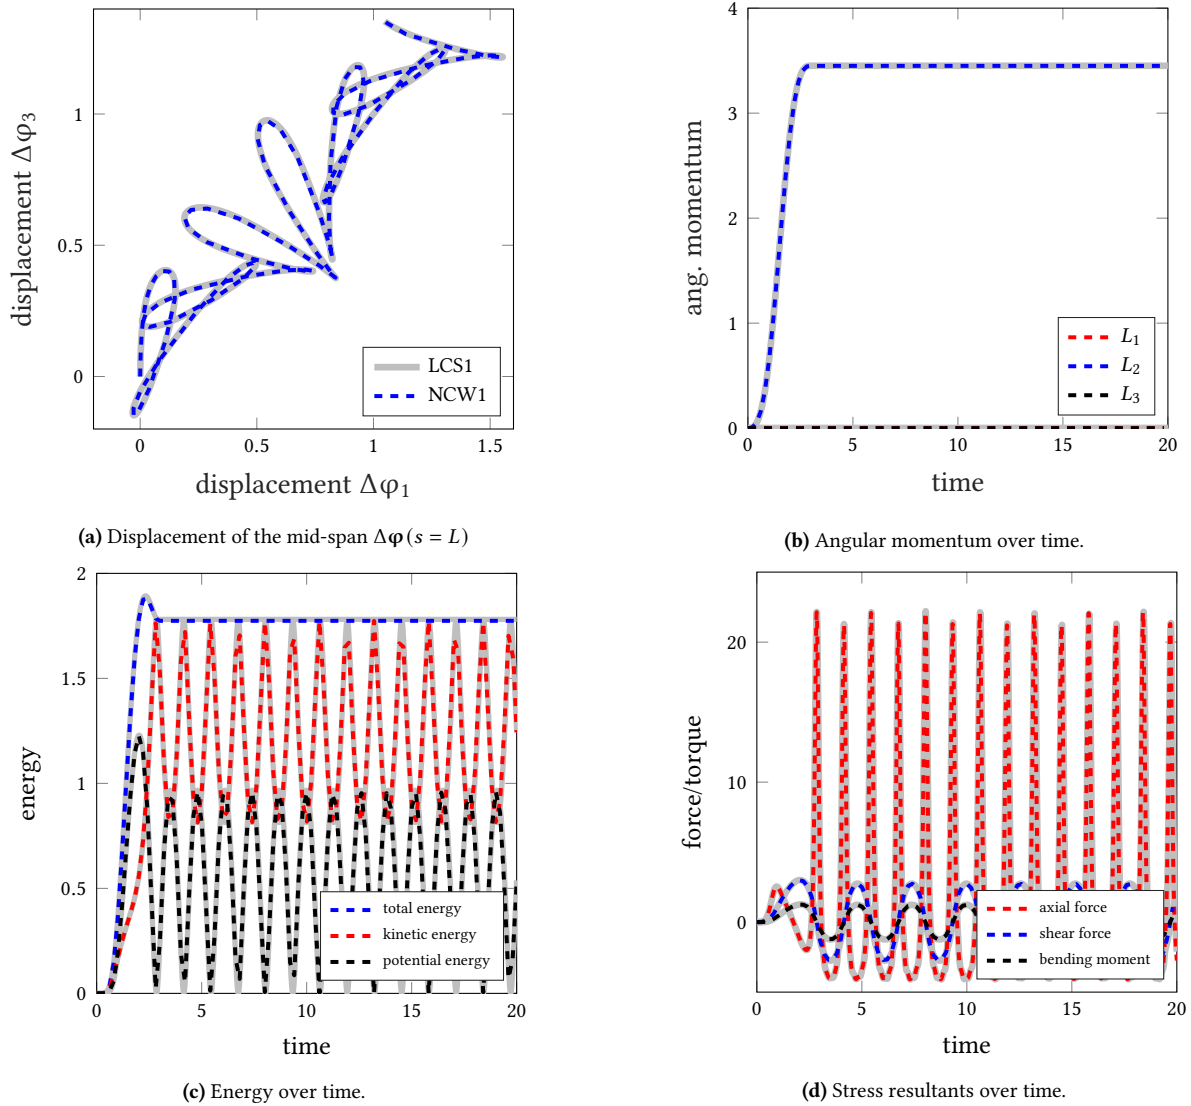 displacement Δφ3
1
0.5
0
0
0.5
1
1.5
LCS1
NCW1
displacement Δφ1
(a) Displacement of the mid-span Δφ(s = L)
ang. momentum
4
3
2
1
0
0
5
10
15
20
L1
L2
L3
time
(b) Angular momentum over time.
energy
2
1.5
1
0.5
0
0
5
10
15
20
total energy
kinetic energy
potential energy
time
(c) Energy over time.
force/torque
20
10
0
0
5
10
15
20
axial force
shear force
bending moment
time
(d) Stress resultants over time.